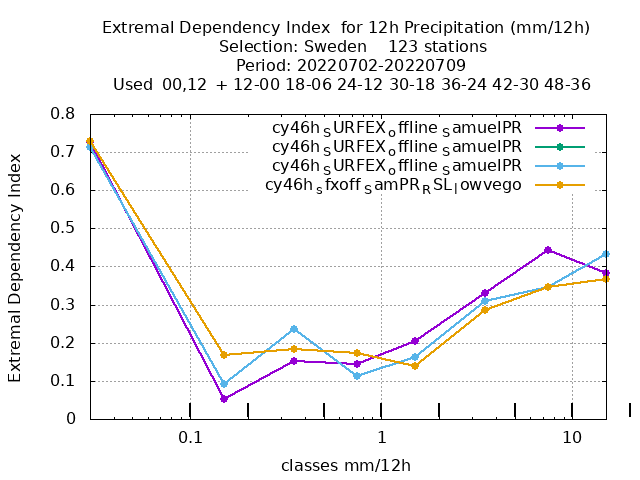 Extremal Dependency Index  for 12h Precipitation (mm/12h)
Selection: Sweden    123 stations
Period: 20220702-20220709
Used  00,12  + 12-00 18-06 24-12 30-18 36-24 42-30 48-36
cy46h_SURFEX_offline_SamuelPR
cy46h_SURFEX_offline_SamuelPR
cy46h_SURFEX_offline_SamuelPR
cy46h_sfxoff_SamPR_RSL_lowvego
Extremal Dependency Index
0.8
0.7
0.6
0.5
0.4
0.3
0.2
0.1
0
0.1 1 10
classes mm/12h